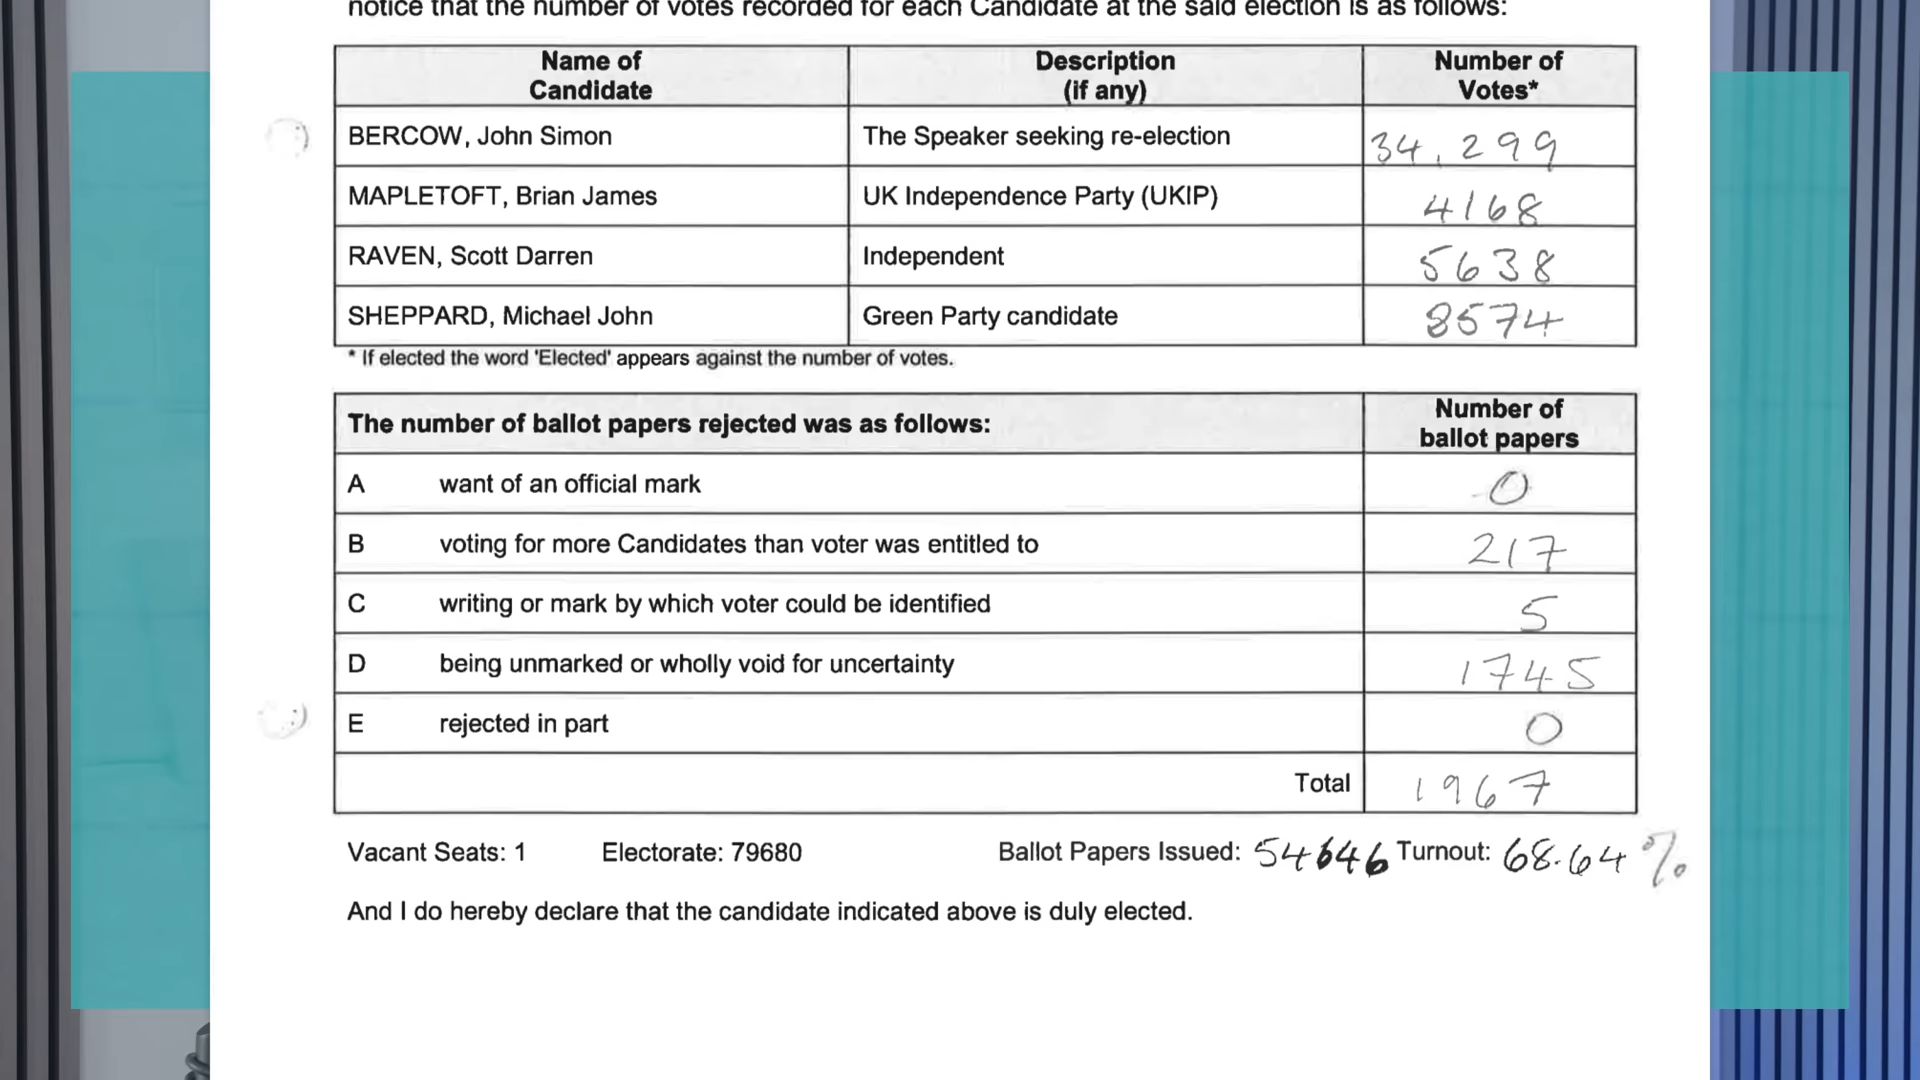 notice that the number of votes recorded for each Candidate at the said election is as follows:
Name of Candidate Description (if any) Number of Votes*
BERCOW, John Simon The Speaker seeking re-election 34,299
MAPLETOFT, Brian James UK Independence Party (UKIP) 4168
RAVEN, Scott Darren Independent 5638
SHEPPARD, Michael John Green Party candidate 8574
* If elected the word 'Elected' appears against the number of votes.
The number of ballot papers rejected was as follows: Number of ballot papers
A want of an official mark 0
B voting for more Candidates than voter was entitled to 217
C writing or mark by which voter could be identified 5
D being unmarked or wholly void for uncertainty 1745
E rejected in part 0
Total 1967
Vacant Seats: 1 Electorate: 79680 Ballot Papers Issued: 54646 Turnout: 68.64 %
And I do hereby declare that the candidate indicated above is duly elected.